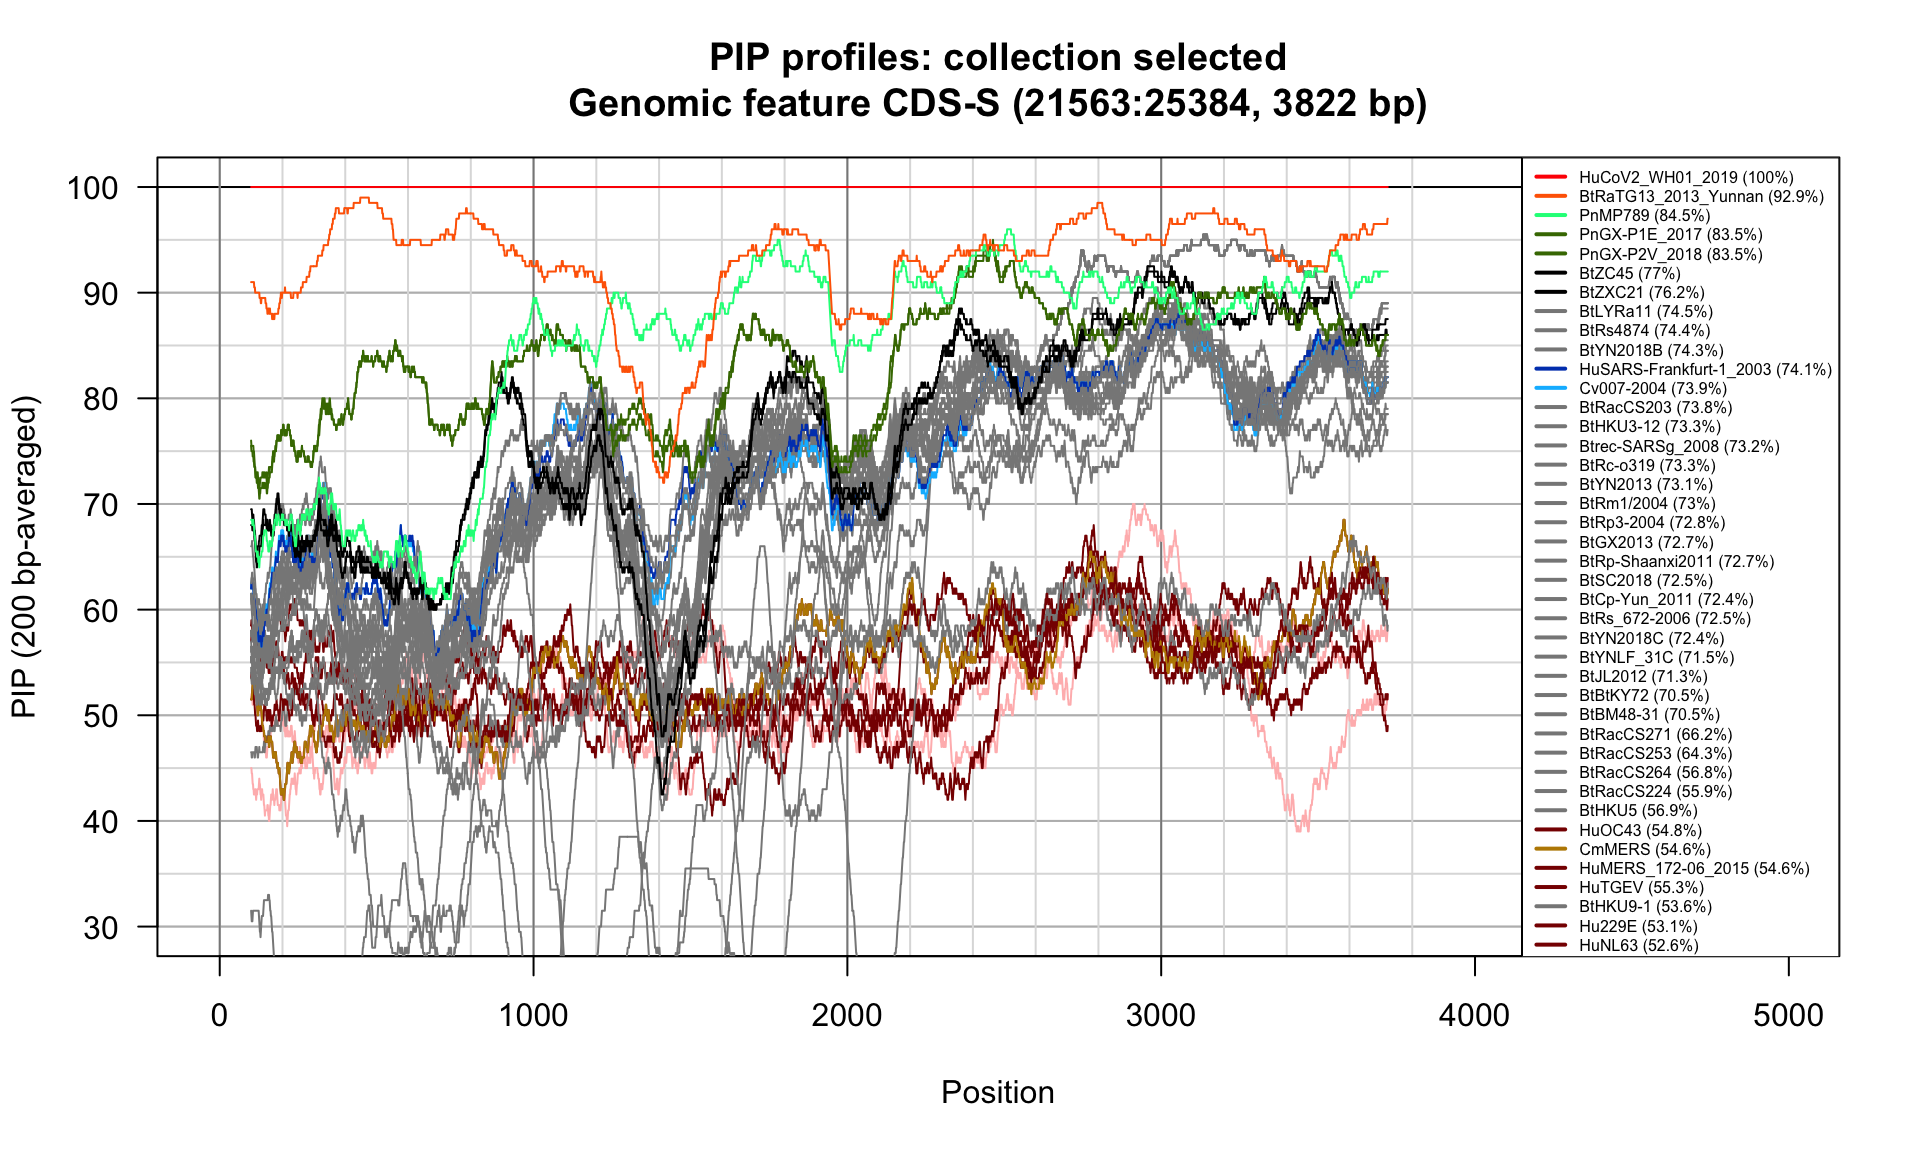 PIP profiles: collection selected
Genomic feature CDS-S (21563:25384, 3822 bp)
PIP (200 bp-averaged)
100
90
80
70
60
50
40
30
0
1000
2000
3000
4000
5000
Position
HuCoV2_WH01_2019 (100%)
BtRaTG13_2013_Yunnan (92.9%)
PnMP789 (84.5%)
PnGX-P1E_2017 (83.5%)
PnGX-P2V_2018 (83.5%)
BtZC45 (77%)
BtZXC21 (76.2%)
BtLYRa11 (74.5%)
BtRs4874 (74.4%)
BtYN2018B (74.3%)
HuSARS-Frankfurt-1_2003 (74.1%)
Cv007-2004 (73.9%)
BtRacCS203 (73.8%)
BtHKU3-12 (73.3%)
Btrec-SARSg_2008 (73.2%)
BtRc-o319 (73.3%)
BtYN2013 (73.1%)
BtRm1/2004 (73%)
BtRp3-2004 (72.8%)
BtGX2013 (72.7%)
BtRp-Shaanxi2011 (72.7%)
BtSC2018 (72.5%)
BtCp-Yun_2011 (72.4%)
BtRs_672-2006 (72.5%)
BtYN2018C (72.4%)
BtYNLF_31C (71.5%)
BtJL2012 (71.3%)
BtBtKY72 (70.5%)
BtBM48-31 (70.5%)
BtRacCS271 (66.2%)
BtRacCS253 (64.3%)
BtRacCS264 (56.8%)
BtRacCS224 (55.9%)
BtHKU5 (56.9%)
HuOC43 (54.8%)
CmMERS (54.6%)
HuMERS_172-06_2015 (54.6%)
HuTGEV (55.3%)
BtHKU9-1 (53.6%)
Hu229E (53.1%)
HuNL63 (52.6%)